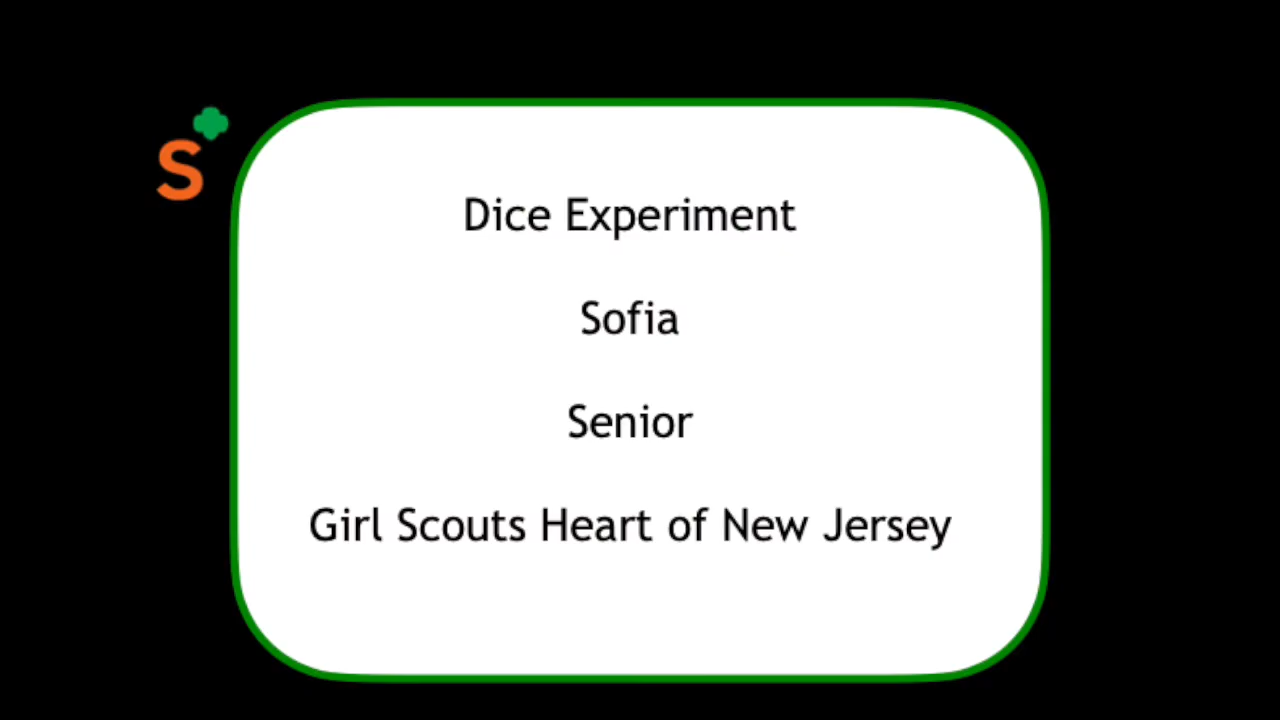 S
Dice Experiment
Sofia
Senior
Girl Scouts Heart of New Jersey